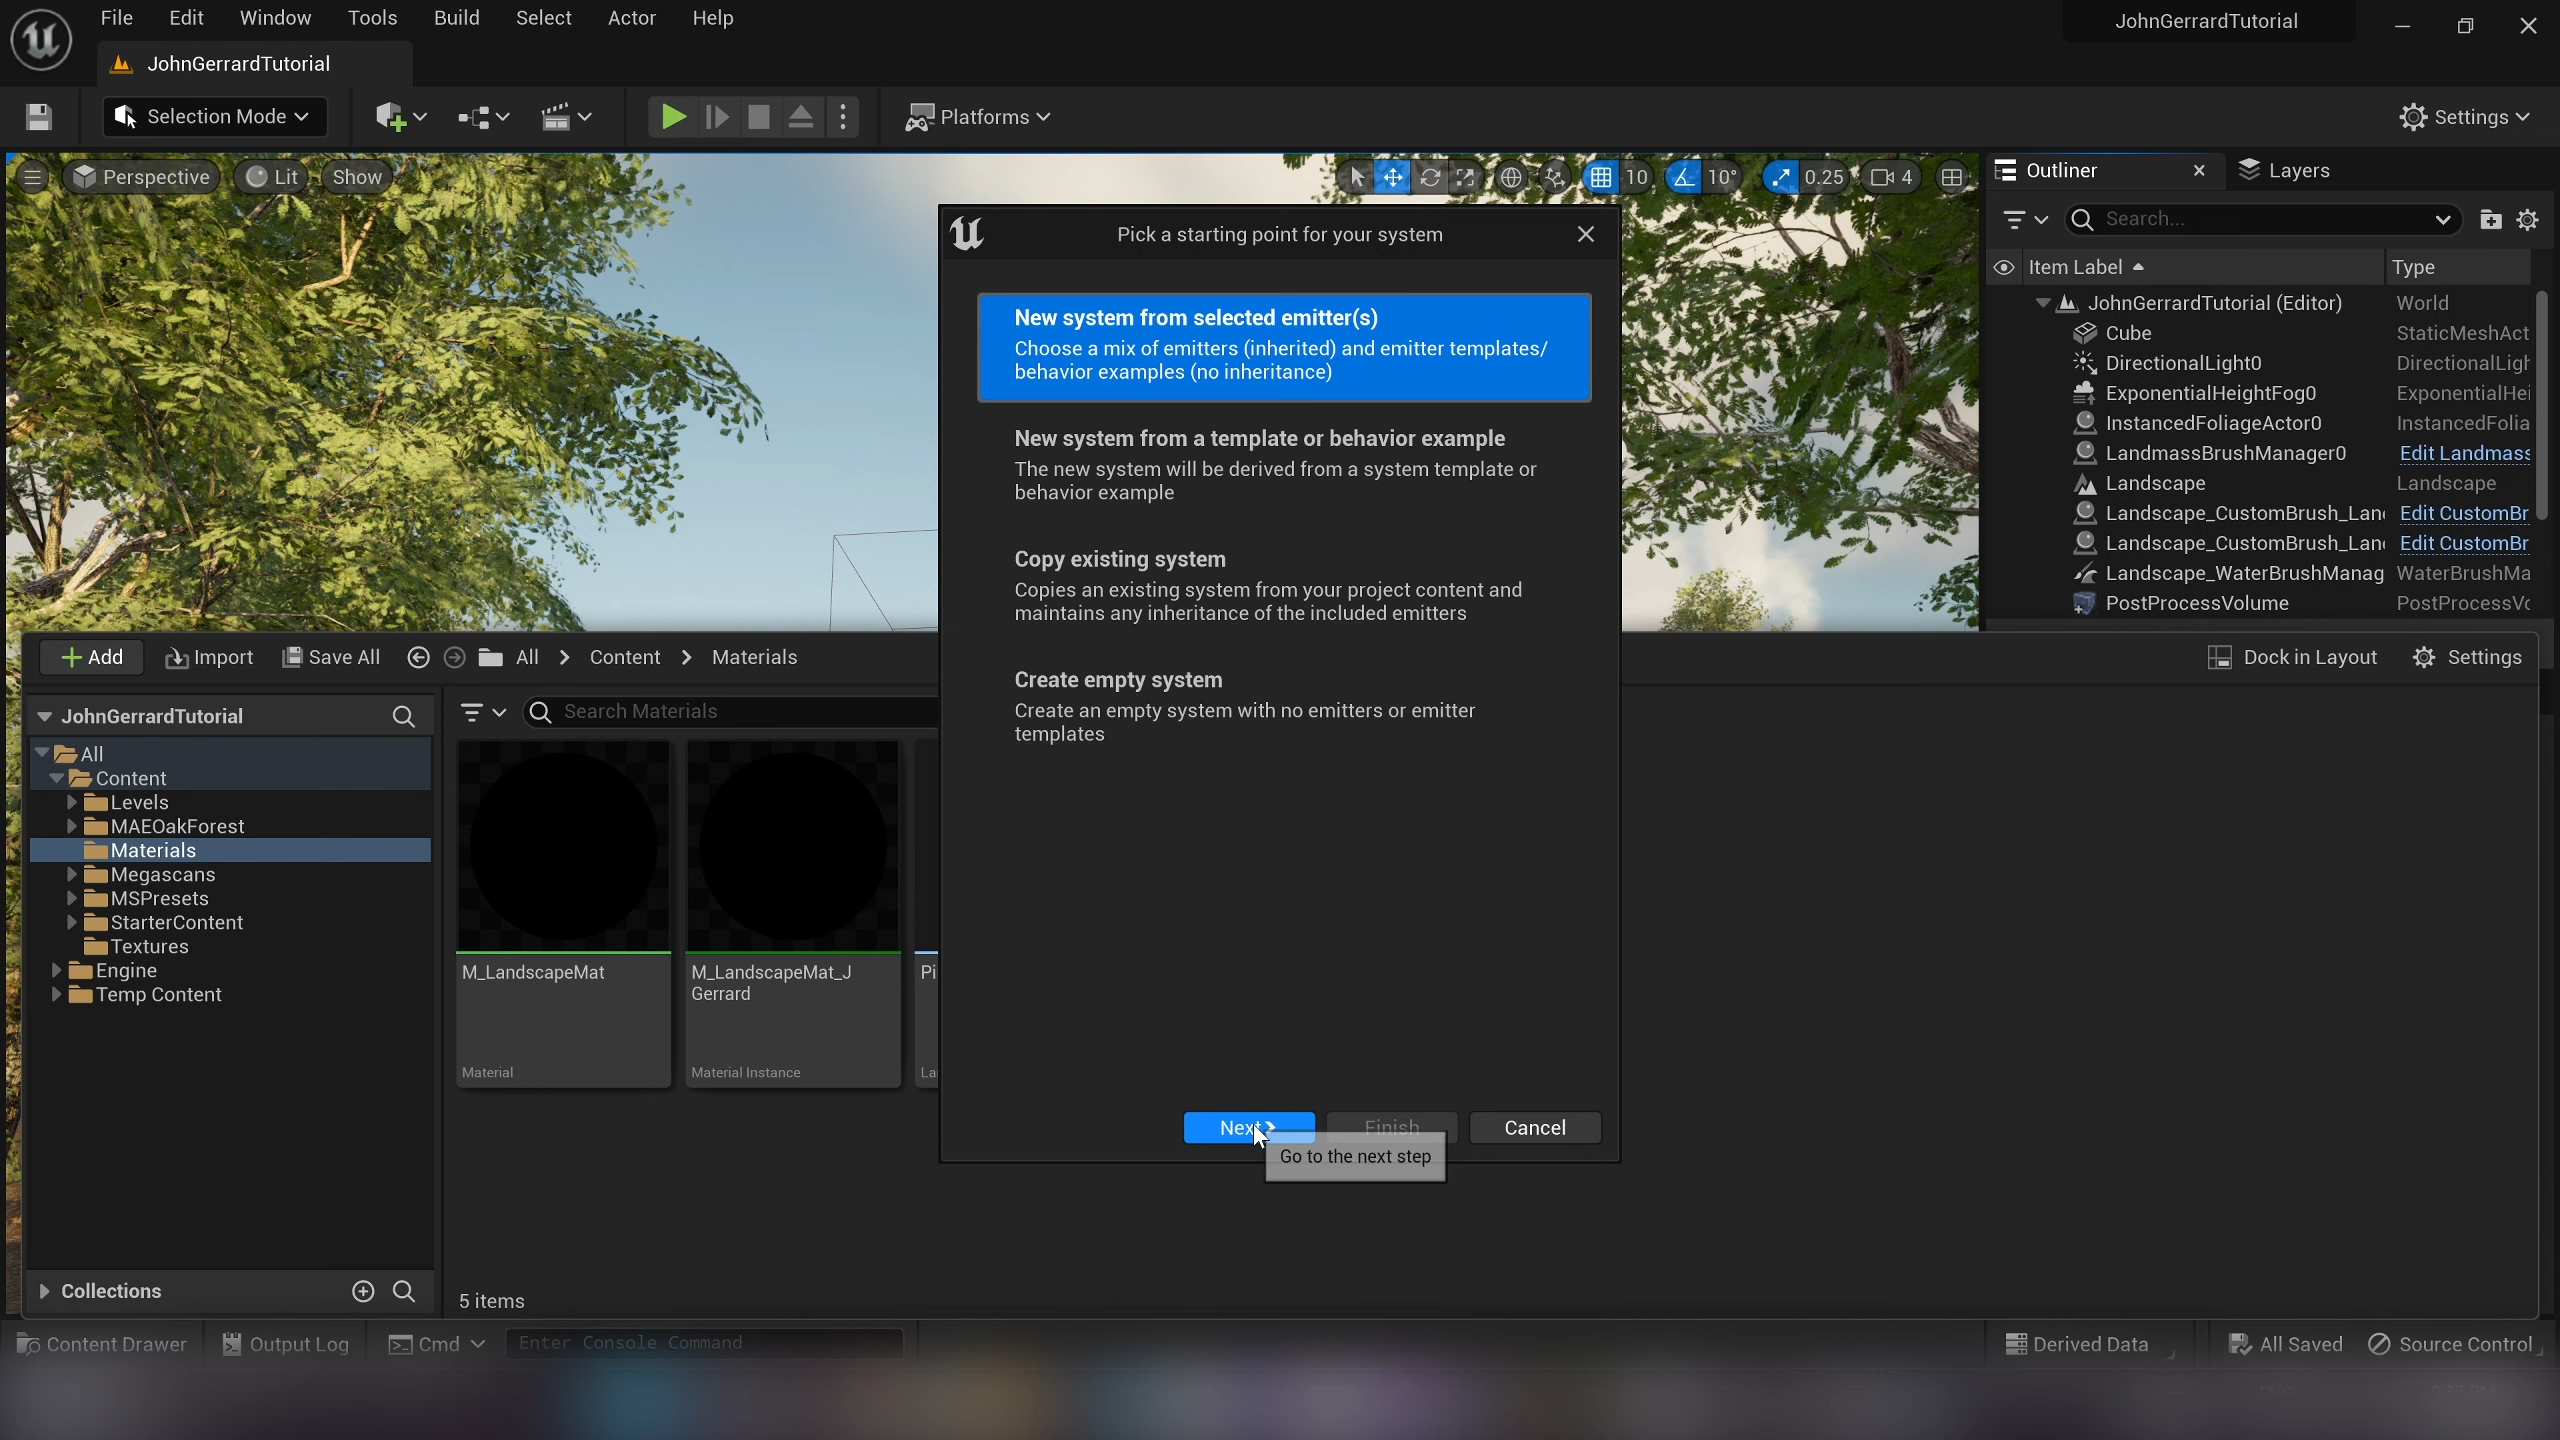 File Edit Window Tools Build Select Actor Help
JohnGerrardTutorial
JohnGerrardTutorial
Selection Mode
Platforms
Settings
Perspective
Lit
Show
10
10°
0.25
4
Outliner
Layers
Search...
Item Label
Type
JohnGerrardTutorial (Editor) World
Cube StaticMeshAct
DirectionalLight0 DirectionalLigh
ExponentialHeightFog0 ExponentialHei
InstancedFoliageActor0 InstancedFolia
LandmassBrushManager0 Edit Landmass
Landscape Landscape
Landscape_CustomBrush_Lan Edit CustomBr
Landscape_CustomBrush_Lan Edit CustomBr
Landscape_WaterBrushManag WaterBrushMa
PostProcessVolume PostProcessVo
Pick a starting point for your system
New system from selected emitter(s)
Choose a mix of emitters (inherited) and emitter templates/
behavior examples (no inheritance)
New system from a template or behavior example
The new system will be derived from a system template or
behavior example
Copy existing system
Copies an existing system from your project content and
maintains any inheritance of the included emitters
Create empty system
Create an empty system with no emitters or emitter
templates
Next
Finish
Cancel
Go to the next step
Add
Import
Save All
All > Content > Materials
Dock in Layout
Settings
JohnGerrardTutorial
Search Materials
All
Content
Levels
MAEOakForest
Materials
Megascans
MSPresets
StarterContent
Textures
Engine
Temp Content
M_LandscapeMat
Material
M_LandscapeMat_J
Gerrard
Material Instance
Pi
La
Collections
5 items
Content Drawer
Output Log
Cmd
Enter Console Command
Derived Data
All Saved
Source Control